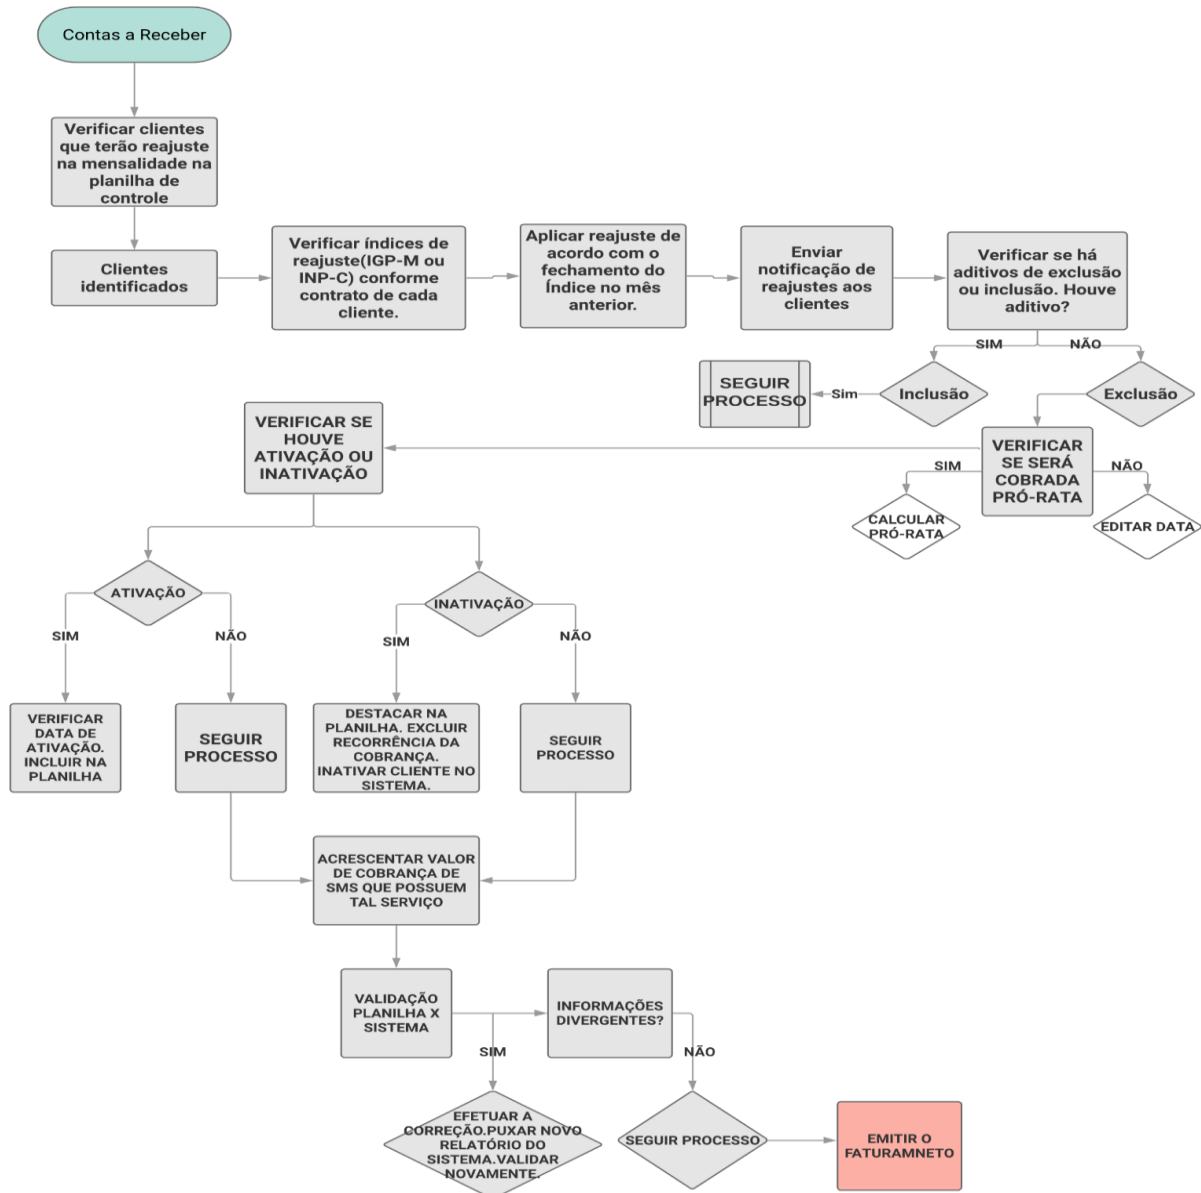 Contas a Receber
Verificar clientes
que terão reajuste
na mensalidade na
planilha de
controle
Clientes
identificados
Verificar índices de
reajuste(IGP-M ou
INP-C) conforme
contrato de cada
cliente.
Aplicar reajuste de
acordo com o
fechamento do
Índice no mês
anterior.
Enviar
notificação de
reajustes aos
clientes
Verificar se há
aditivos de exclusão
ou inclusão. Houve
aditivo?
SIM
NÃO
SEGUIR
PROCESSO
Sim
Inclusão
Exclusão
VERIFICAR SE
HOUVE
ATIVAÇÃO OU
INATIVAÇÃO
VERIFICAR
SE SERÁ
COBRADA
PRÓ-RATA
SIM
NÃO
CALCULAR
PRÓ-RATA
EDITAR DATA
ATIVAÇÃO
INATIVAÇÃO
SIM
NÃO
SIM
NÃO
VERIFICAR
DATA DE
ATIVAÇÃO.
INCLUIR NA
PLANILHA
SEGUIR
PROCESSO
DESTACAR NA
PLANILHA. EXCLUIR
RECORRÊNCIA DA
COBRANÇA.
INATIVAR CLIENTE NO
SISTEMA.
SEGUIR
PROCESSO
ACRESCENTAR VALOR
DE COBRANÇA DE
SMS QUE POSSUEM
TAL SERVIÇO
VALIDAÇÃO
PLANILHA X
SISTEMA
INFORMAÇÕES
DIVERGENTES?
SIM
NÃO
EFETUAR A
CORREÇÃO.PUXAR NOVO
RELATÓRIO DO
SISTEMA.VALIDAR
NOVAMENTE.
SEGUIR PROCESSO
EMITIR O
FATURAMNETO